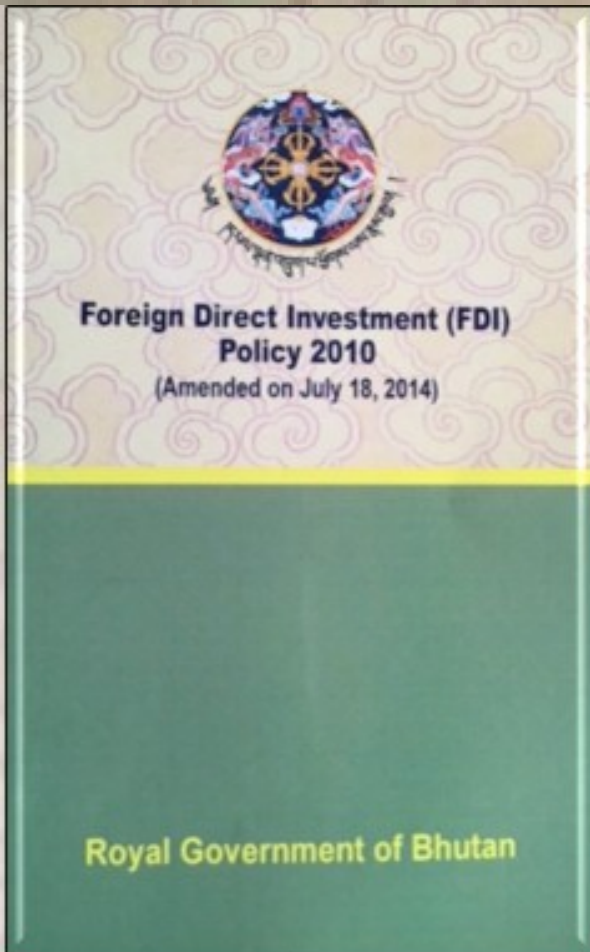 Foreign Direct Investment (FDI)
Policy 2010
(Amended on July 18, 2014)
Royal Government of Bhutan